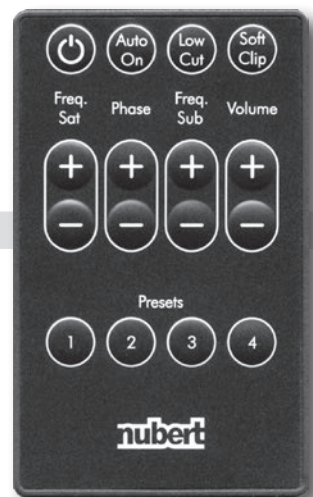 Auto Low Soft
On Cut Clip
Freq. Freq.
Sat Phase Sub Volume
+ + + +
− − − −
Presets
1 2 3 4
nubert